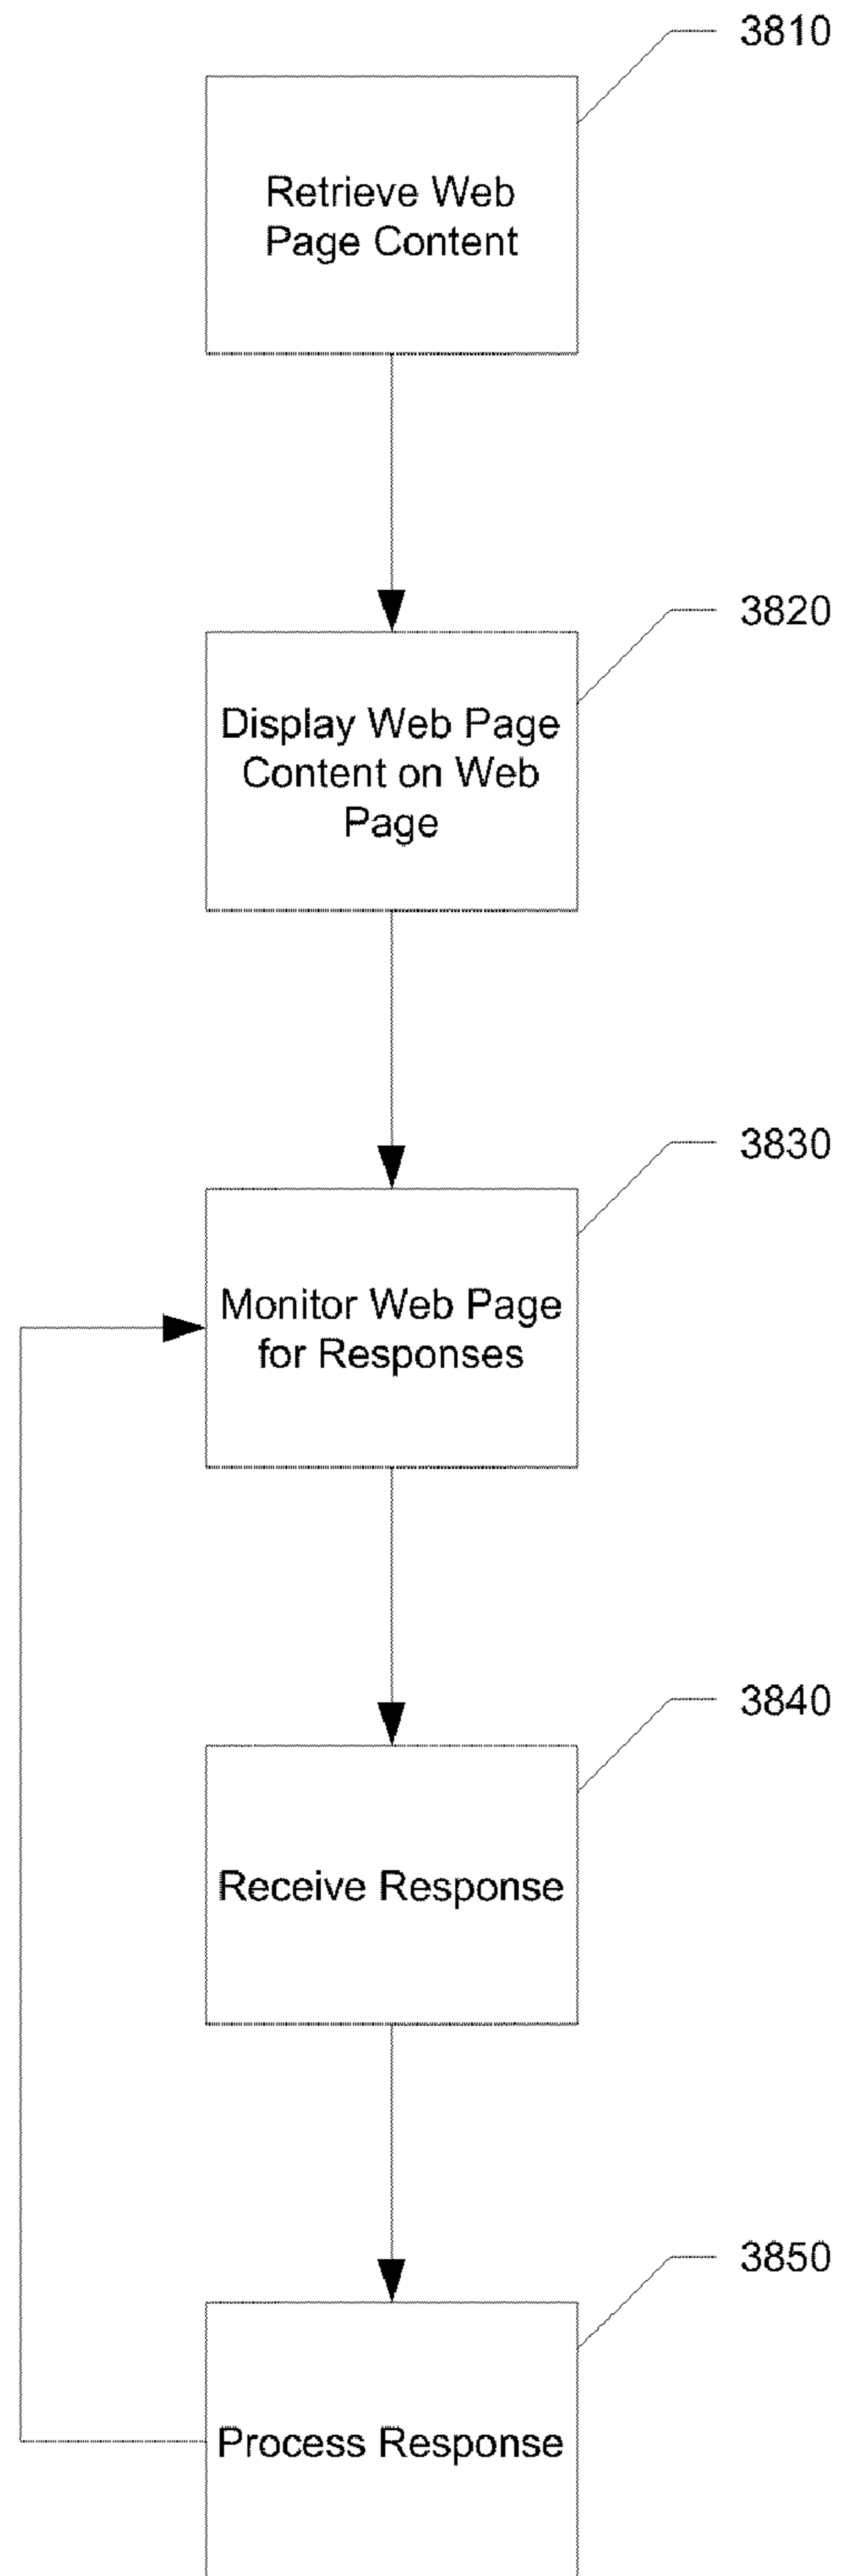 3810
Retrieve Web
Page Content
3820
Display Web Page
Content on Web
Page
3830
Monitor Web Page
for Responses
3840
Receive Response
3850
Process Response